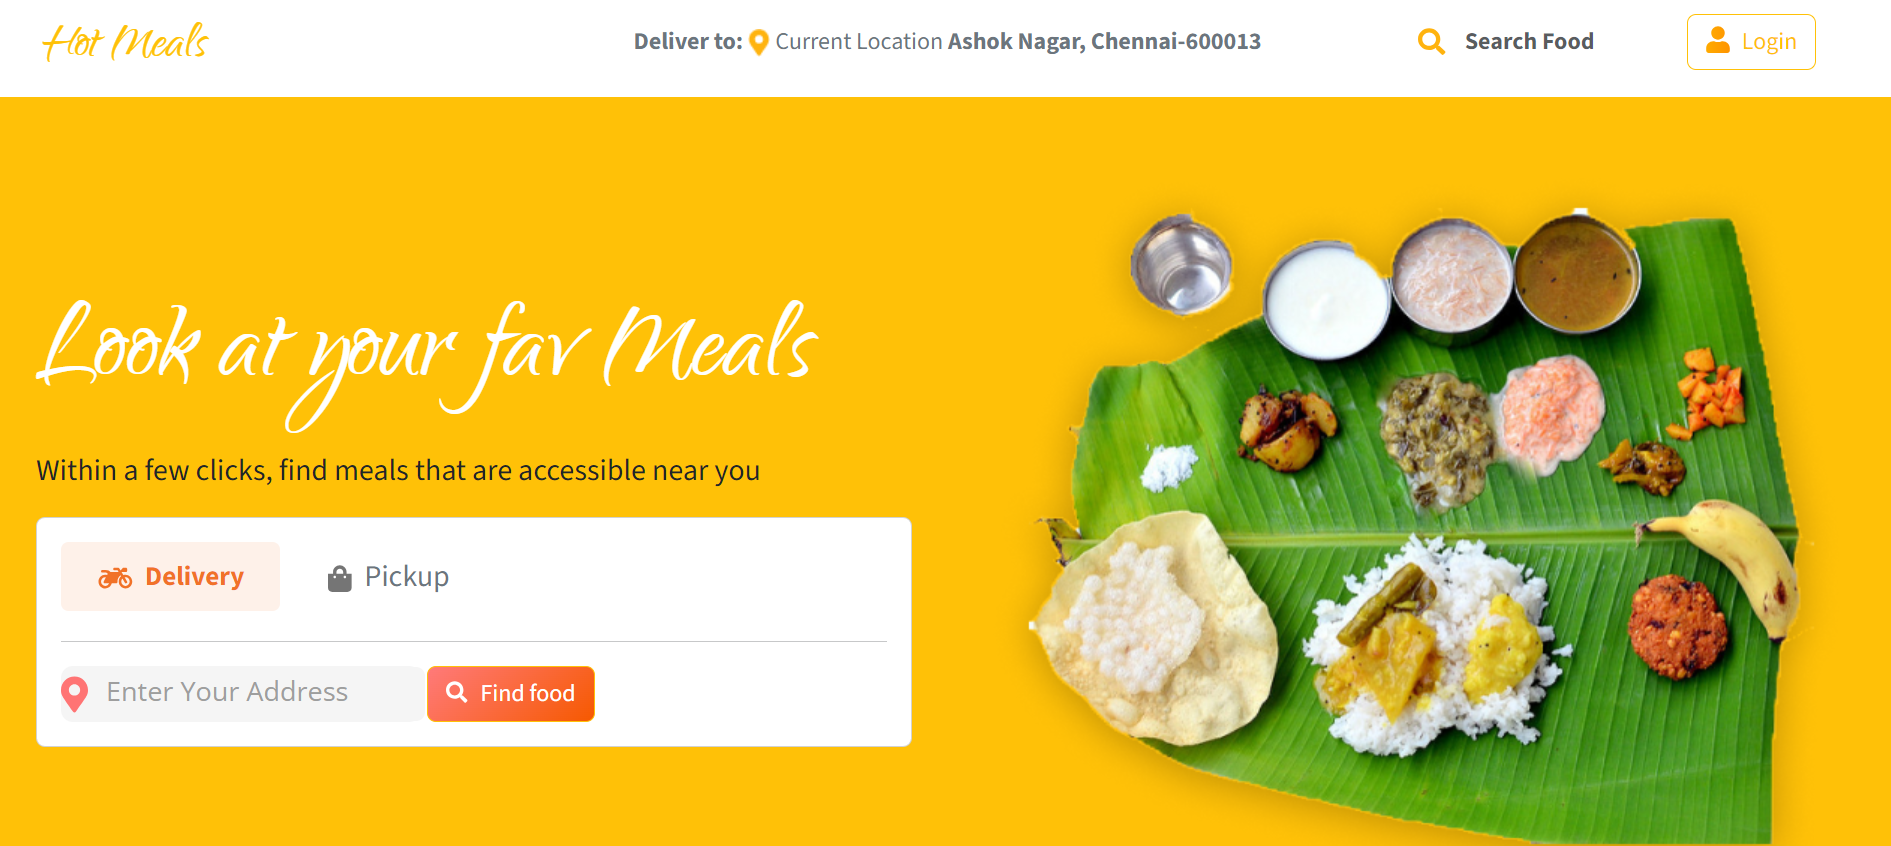 Hot Meals
Deliver to: Current Location Ashok Nagar, Chennai-600013
Search Food
Login
Look at your fav Meals
Within a few clicks, find meals that are accessible near you
Delivery
Pickup
Enter Your Address
Find food